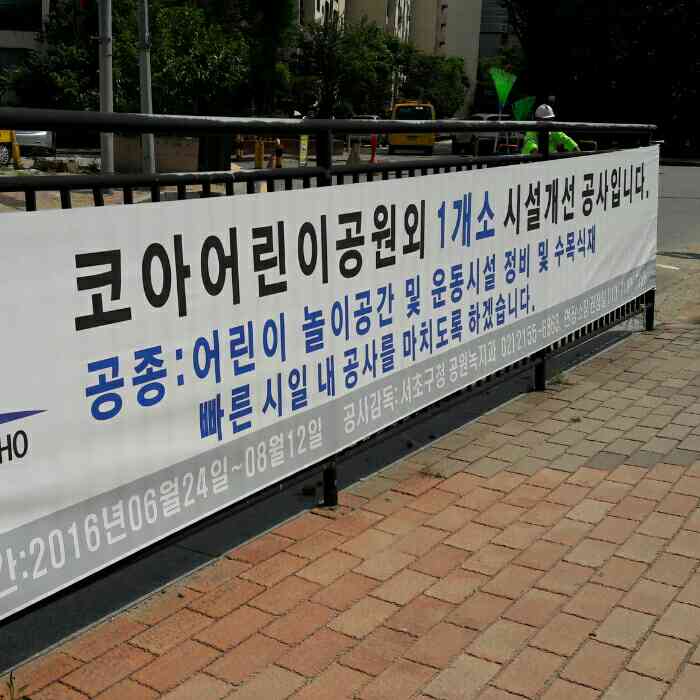 코아어린이공원외 1개소 시설개선 공사입니다.
공종:어린이 놀이공간 및 운동시설 정비 및 수목식재
빠른 시일 내 공사를 마치도록 하겠습니다.
HO
간:2016년06월24일~08월12일 공사감독: 서초구청 공원녹지과 02)2155-6860,